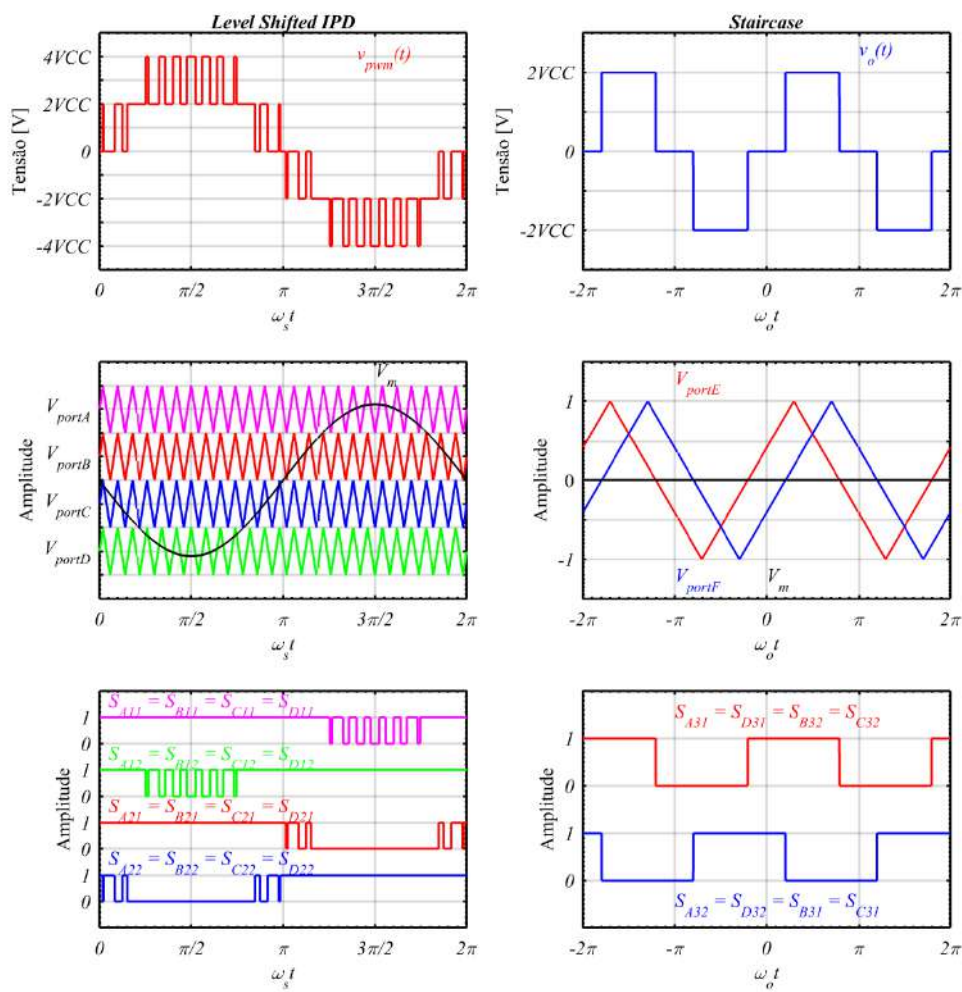 Level Shifted IPD
Staircase
4VCC
2VCC
0
-2VCC
-4VCC
Tensão [V]
v_pwm(t)
0 π/2 π 3π/2 2π
ω_s t
2VCC
0
-2VCC
Tensão [V]
v_o(t)
-2π -π 0 π 2π
ω_o t
V_m
V_portA
V_portB
V_portC
V_portD
Amplitude
0 π/2 π 3π/2 2π
ω_s t
V_portE
1
0
-1
Amplitude
V_portF V_m
-2π -π 0 π 2π
ω_o t
S_A11 = S_B11 = S_C11 = S_D11
1
0
S_A12 = S_B12 = S_C12 = S_D12
1
0
S_A21 = S_B21 = S_C21 = S_D21
1
0
S_A22 = S_B22 = S_C22 = S_D22
1
0
Amplitude
0 π/2 π 3π/2 2π
ω_s t
S_A31 = S_D31 = S_B32 = S_C32
1
0
1
0
S_A32 = S_D32 = S_B31 = S_C31
Amplitude
-2π -π 0 π 2π
ω_o t